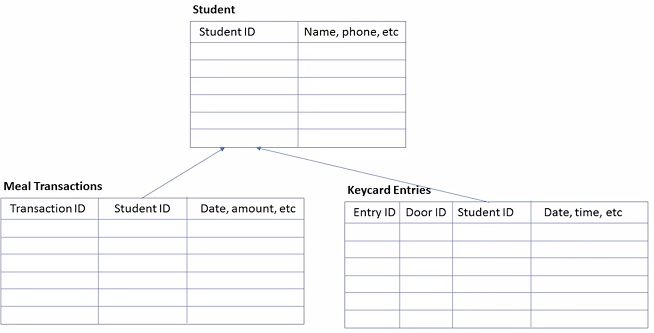 Student
Student ID Name, phone, etc
Meal Transactions
Transaction ID Student ID Date, amount, etc
Keycard Entries
Entry ID Door ID Student ID Date, time, etc